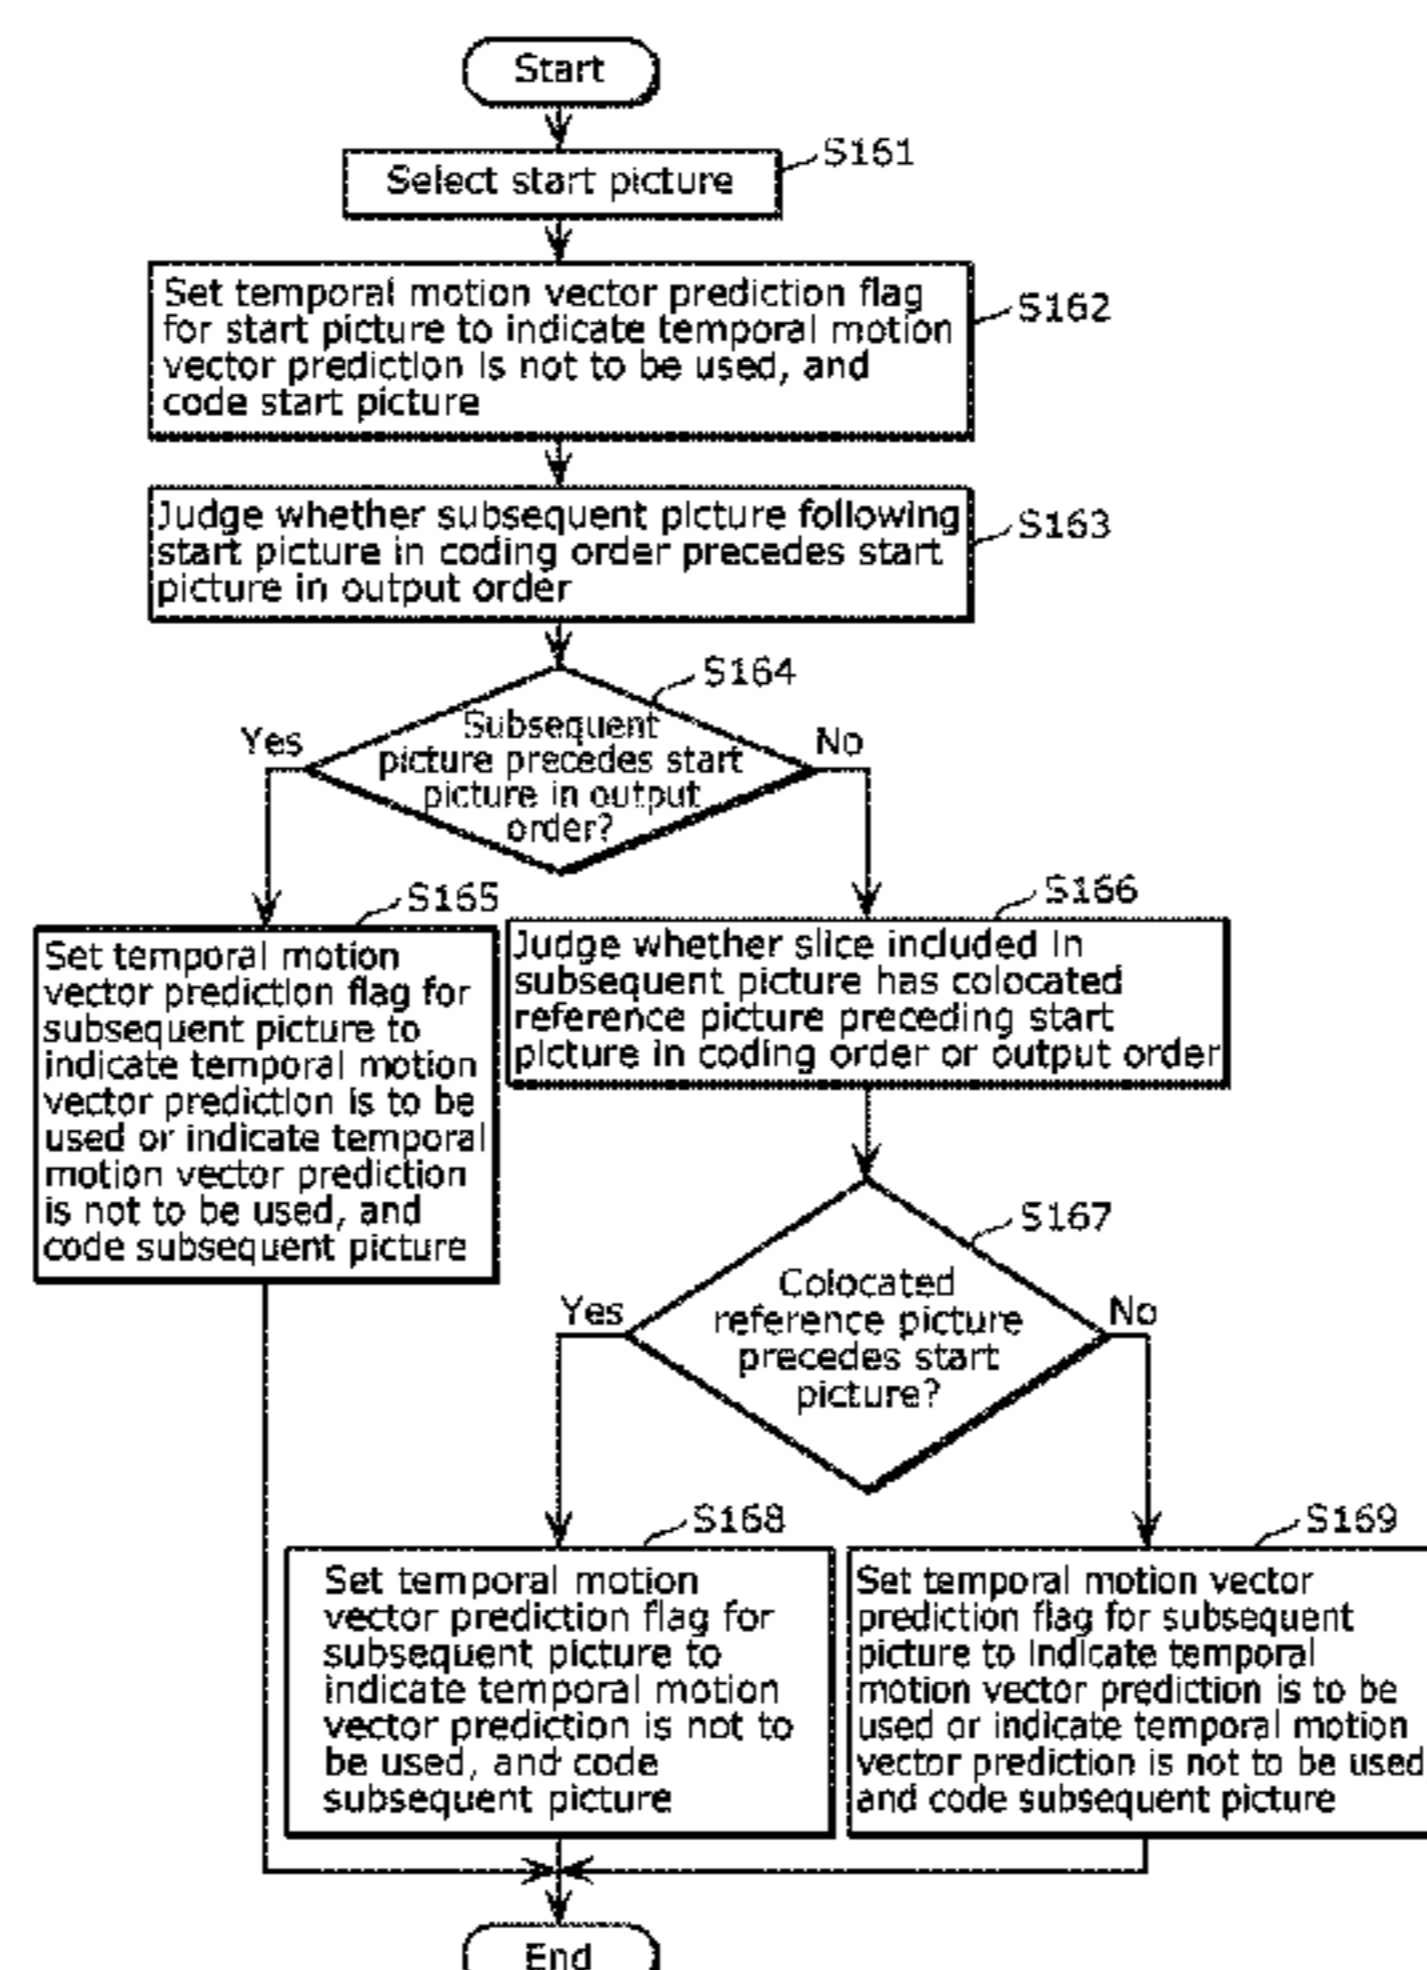 Start
S161
Select start picture
S162
Set temporal motion vector prediction flag
for start picture to indicate temporal motion
vector prediction is not to be used, and
code start picture
S163
Judge whether subsequent picture following
start picture in coding order precedes start
picture in output order
S164
Subsequent
picture precedes start
picture in output
order?
Yes
No
S165
Set temporal motion
vector prediction flag for
subsequent picture to
indicate temporal motion
vector prediction is to be
used or indicate temporal
motion vector prediction
is not to be used, and
code subsequent picture
S166
Judge whether slice included in
subsequent picture has colocated
reference picture preceding start
picture in coding order or output order
S167
Colocated
reference picture
precedes start
picture?
Yes
No
S168
Set temporal motion
vector prediction flag for
subsequent picture to
indicate temporal motion
vector prediction is not to
be used, and code
subsequent picture
S169
Set temporal motion vector
prediction flag for subsequent
picture to indicate temporal
motion vector prediction is to be
used or indicate temporal motion
vector prediction is not to be used
and code subsequent picture
End